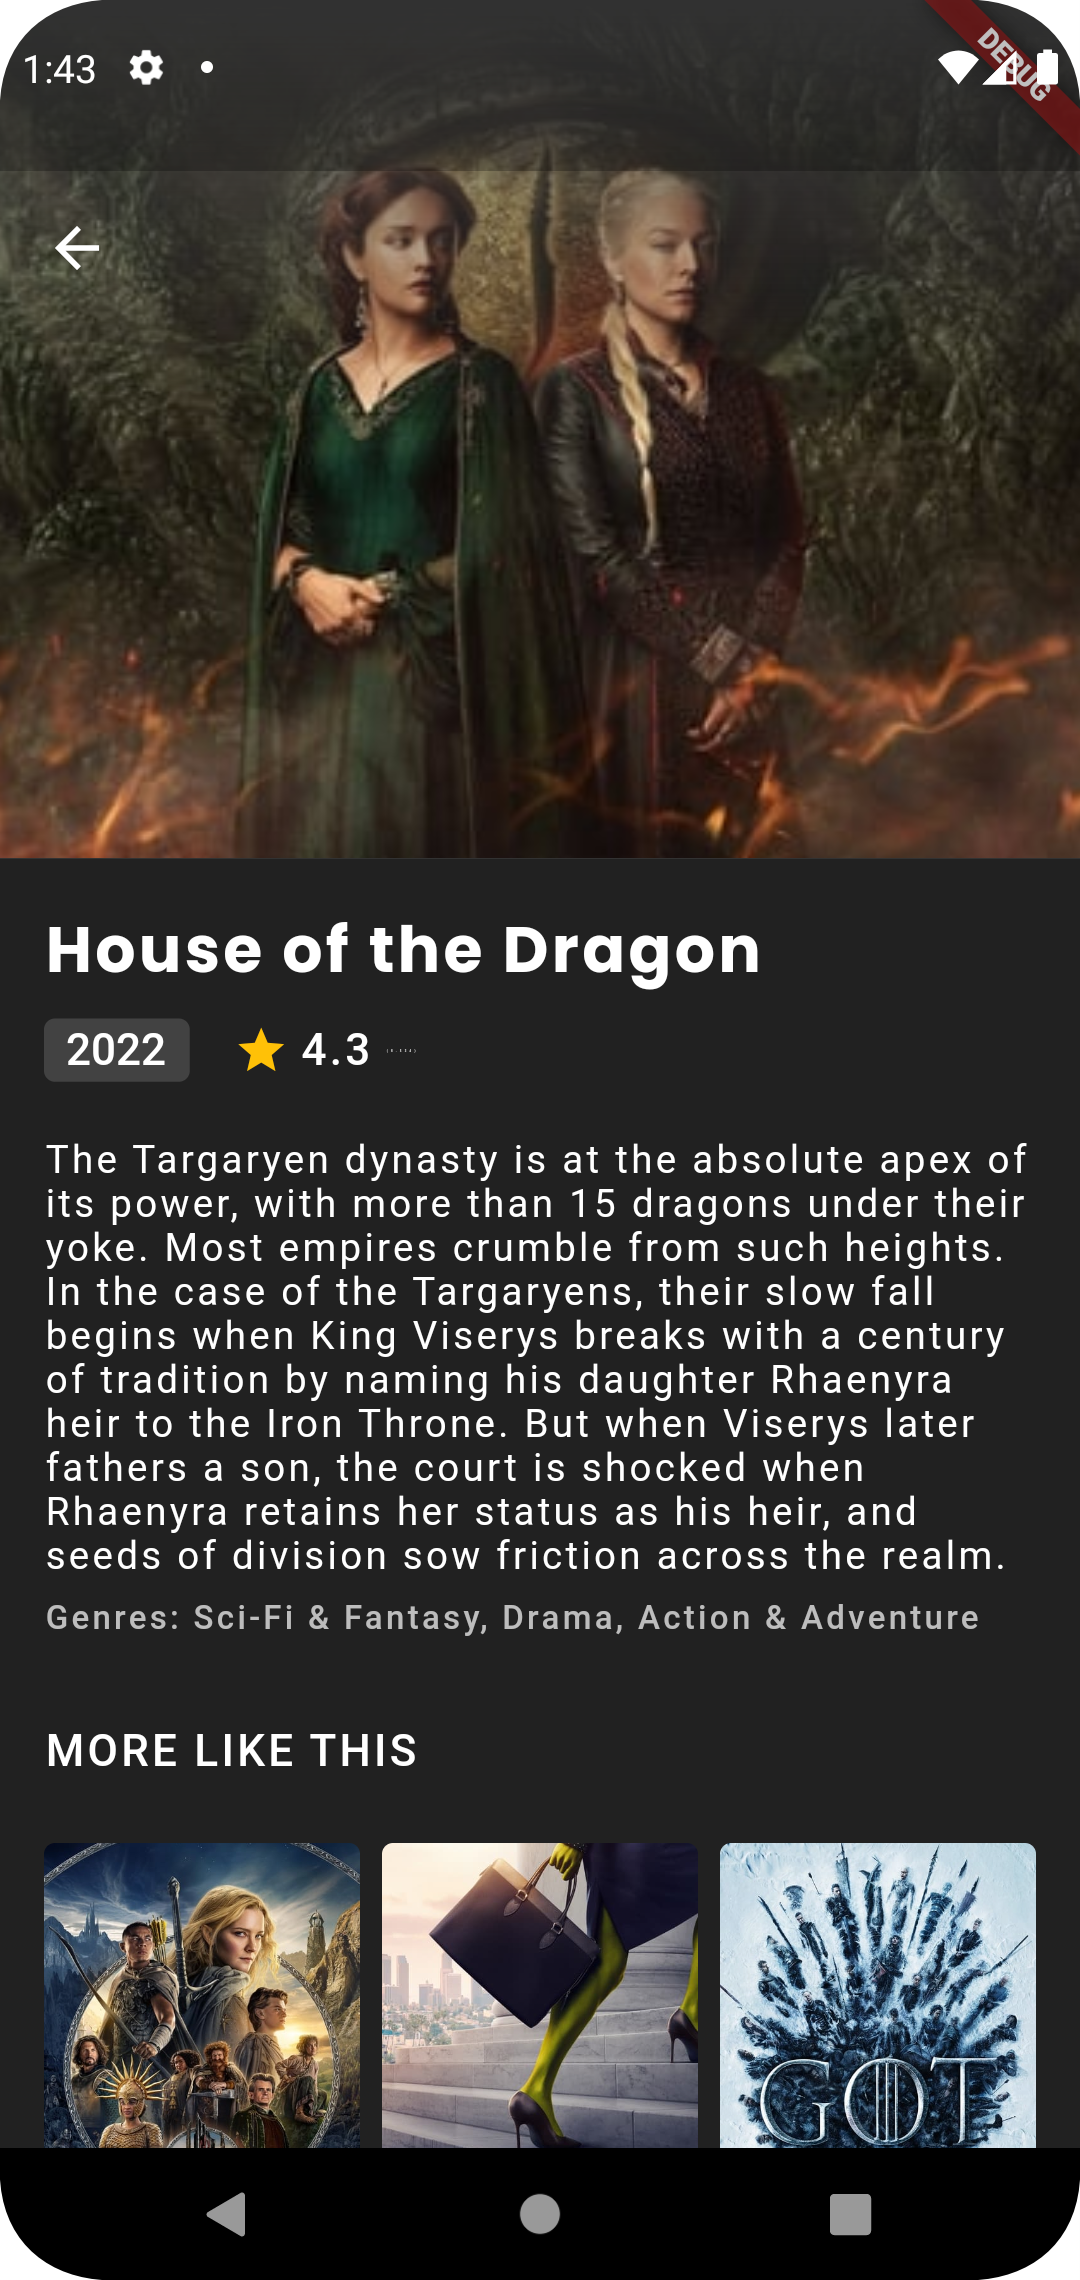 1:43
DEBUG
House of the Dragon
2022
4.3
The Targaryen dynasty is at the absolute apex of
its power, with more than 15 dragons under their
yoke. Most empires crumble from such heights.
In the case of the Targaryens, their slow fall
begins when King Viserys breaks with a century
of tradition by naming his daughter Rhaenyra
heir to the Iron Throne. But when Viserys later
fathers a son, the court is shocked when
Rhaenyra retains her status as his heir, and
seeds of division sow friction across the realm.
Genres: Sci-Fi & Fantasy, Drama, Action & Adventure
MORE LIKE THIS
GOT